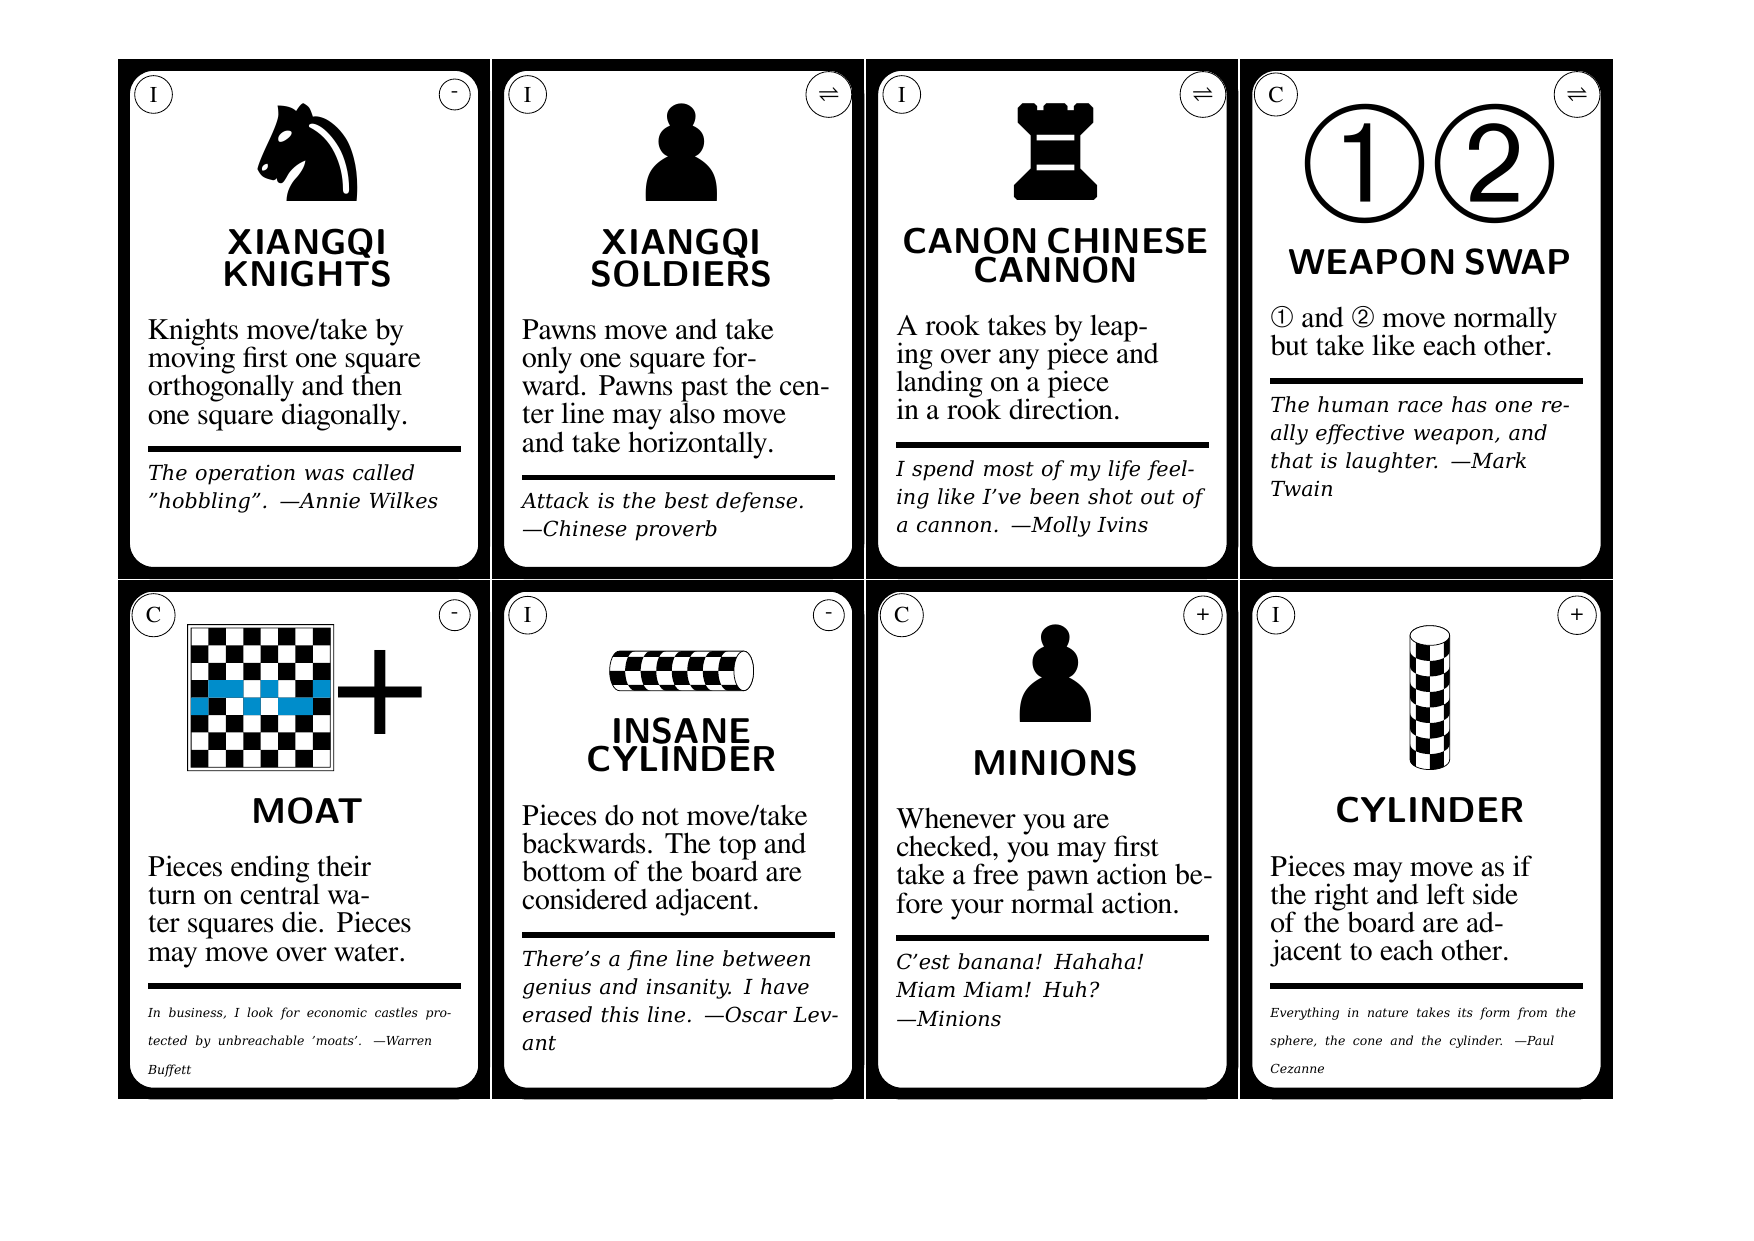 I -
XIANGQI
KNIGHTS
Knights move/take by
moving first one square
orthogonally and then
one square diagonally.
The operation was called
”hobbling”. —Annie Wilkes
I ⇌
XIANGQI
SOLDIERS
Pawns move and take
only one square for-
ward. Pawns past the cen-
ter line may also move
and take horizontally.
Attack is the best defense.
—Chinese proverb
I ⇌
CANON CHINESE
CANNON
A rook takes by leap-
ing over any piece and
landing on a piece
in a rook direction.
I spend most of my life feel-
ing like I’ve been shot out of
a cannon. —Molly Ivins
C ⇌
① ②
WEAPON SWAP
① and ② move normally
but take like each other.
The human race has one re-
ally effective weapon, and
that is laughter. —Mark
Twain
C -
+
MOAT
Pieces ending their
turn on central wa-
ter squares die. Pieces
may move over water.
In business, I look for economic castles pro-
tected by unbreachable ’moats’. —Warren
Buffett
I -
INSANE
CYLINDER
Pieces do not move/take
backwards. The top and
bottom of the board are
considered adjacent.
There’s a fine line between
genius and insanity. I have
erased this line. —Oscar Lev-
ant
C +
MINIONS
Whenever you are
checked, you may first
take a free pawn action be-
fore your normal action.
C’est banana! Hahaha!
Miam Miam! Huh?
—Minions
I +
CYLINDER
Pieces may move as if
the right and left side
of the board are ad-
jacent to each other.
Everything in nature takes its form from the
sphere, the cone and the cylinder. —Paul
Cezanne